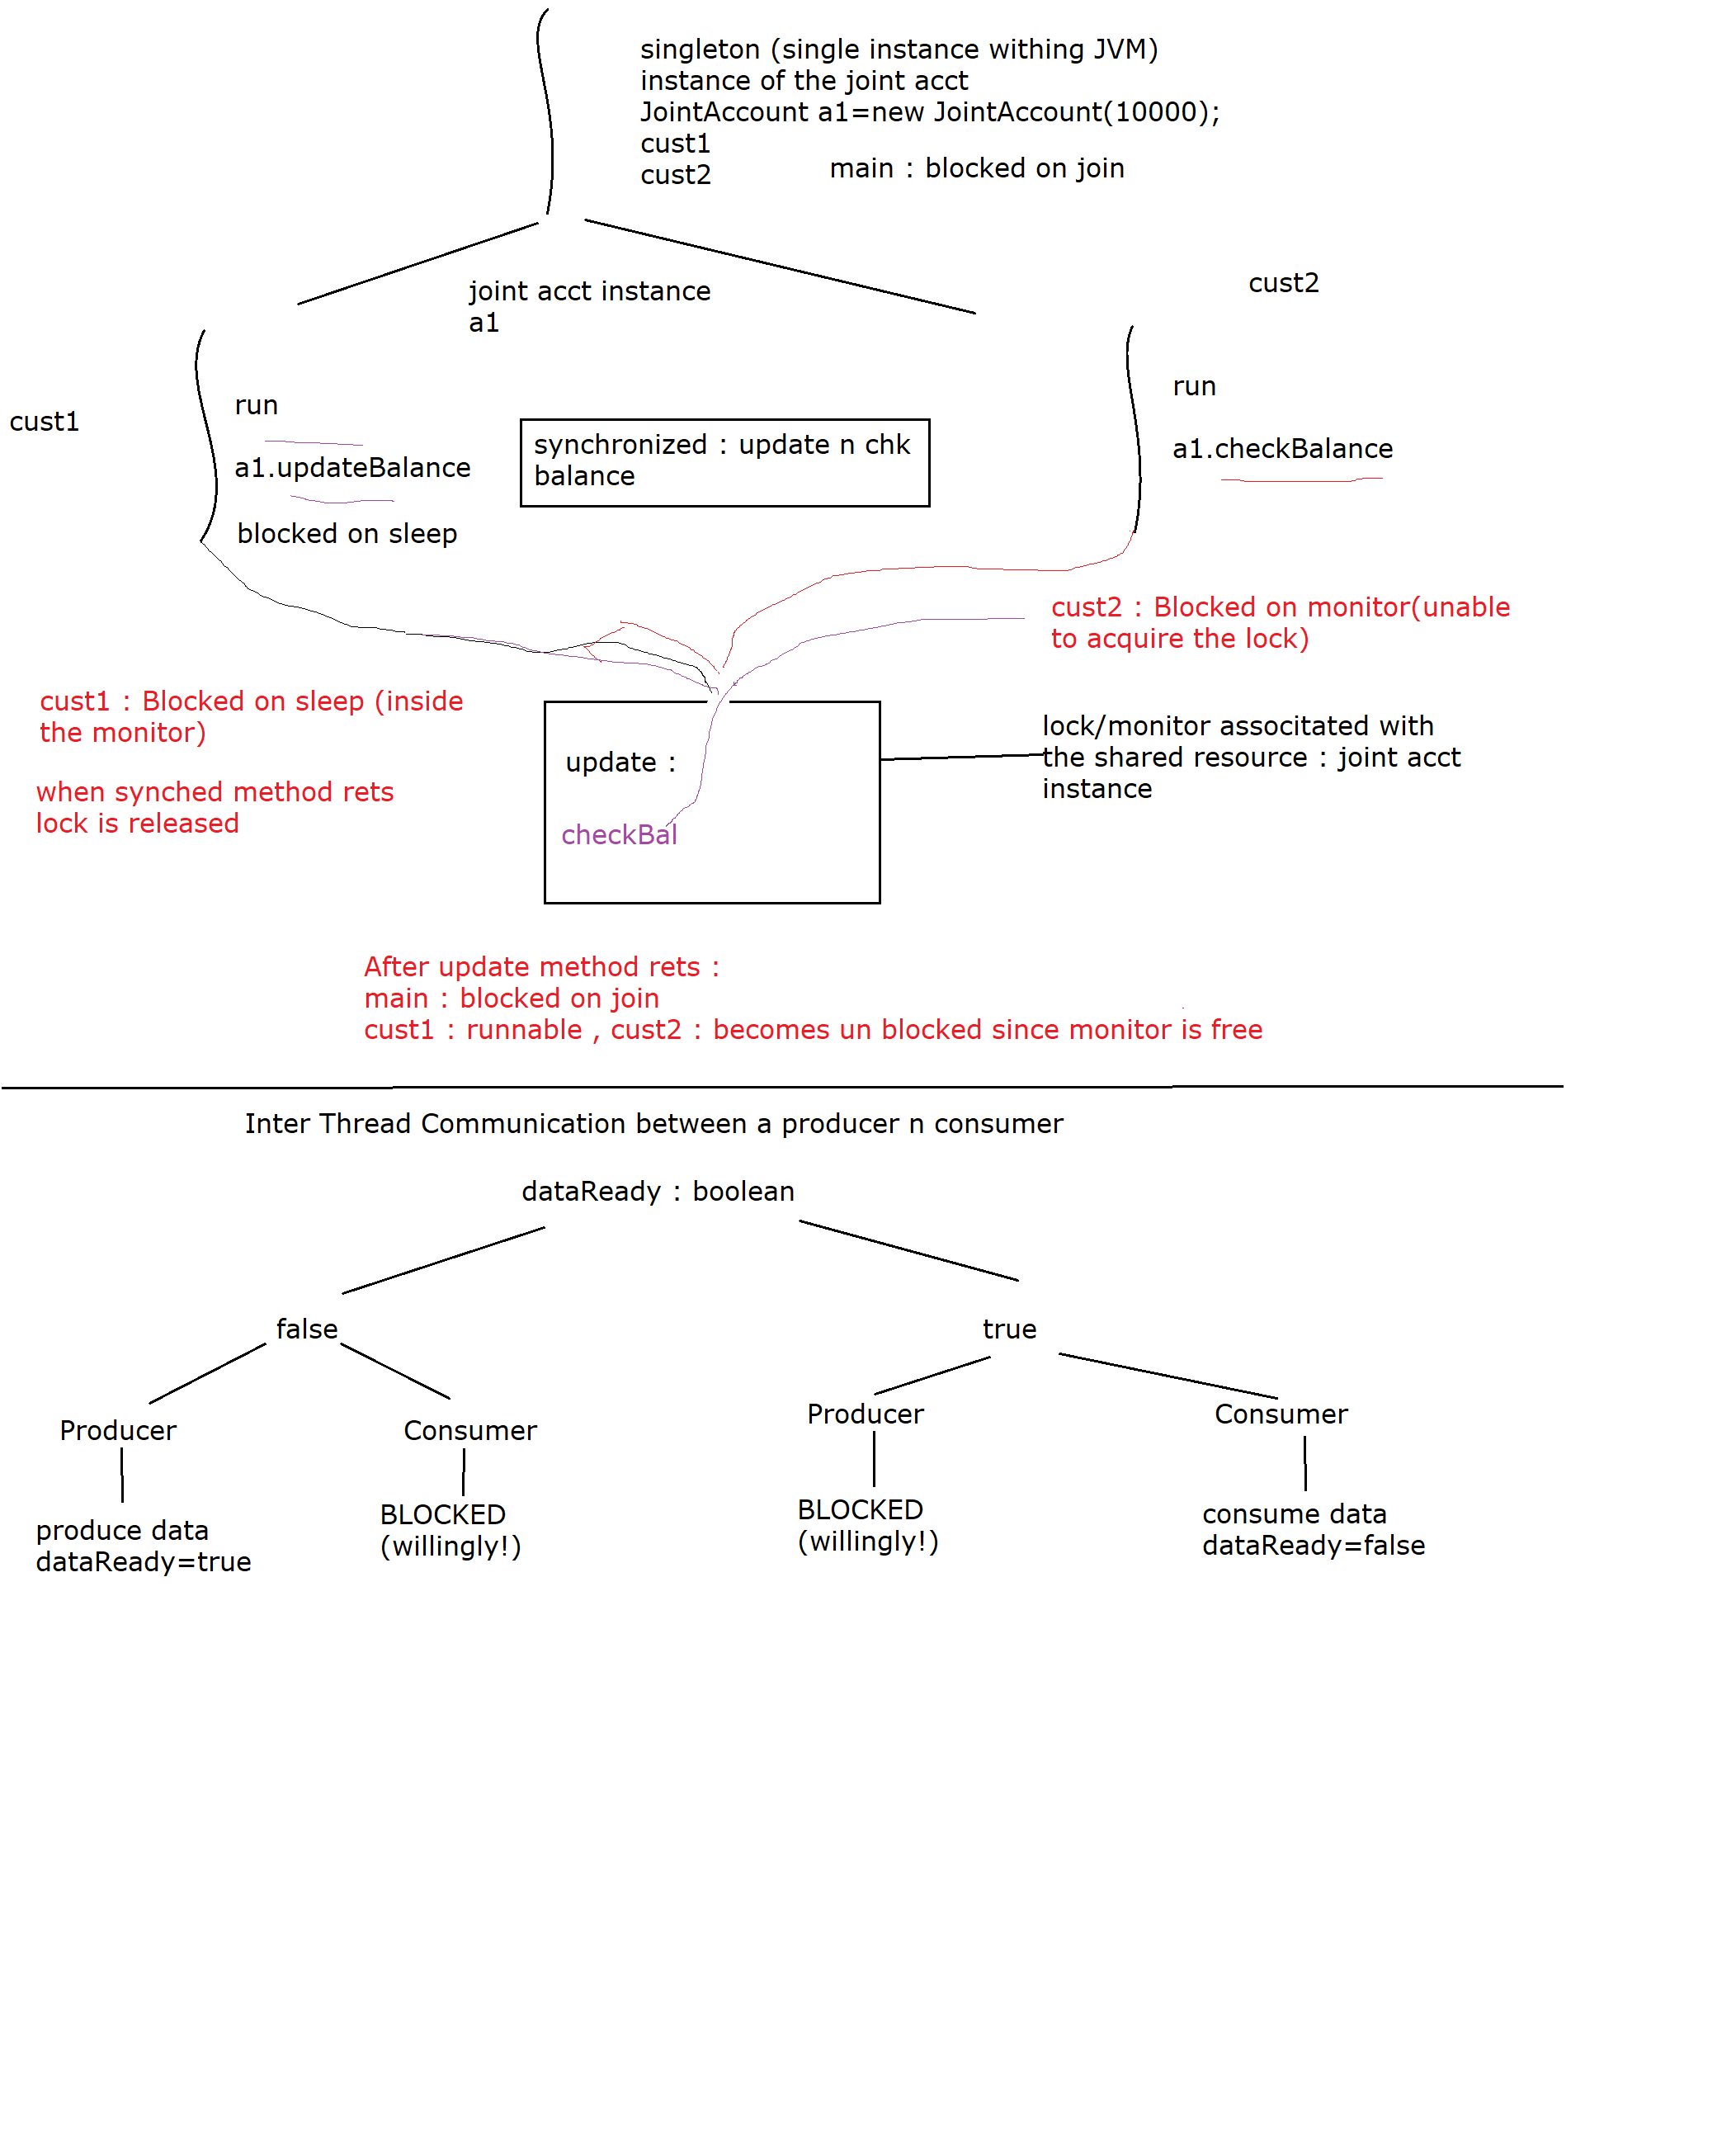 singleton (single instance withing JVM)
instance of the joint acct
JointAccount a1=new JointAccount(10000);
cust1
cust2
main : blocked on join
joint acct instance
a1
cust2
cust1
run
a1.updateBalance
blocked on sleep
synchronized : update n chk
balance
run
a1.checkBalance
cust2 : Blocked on monitor(unable
to acquire the lock)
cust1 : Blocked on sleep (inside
the monitor)
when synched method rets
lock is released
update :
checkBal
lock/monitor associtated with
the shared resource : joint acct
instance
After update method rets :
main : blocked on join
cust1 : runnable , cust2 : becomes un blocked since monitor is free
Inter Thread Communication between a producer n consumer
dataReady : boolean
false
true
Producer
Consumer
Producer
Consumer
produce data
dataReady=true
BLOCKED
(willingly!)
BLOCKED
(willingly!)
consume data
dataReady=false